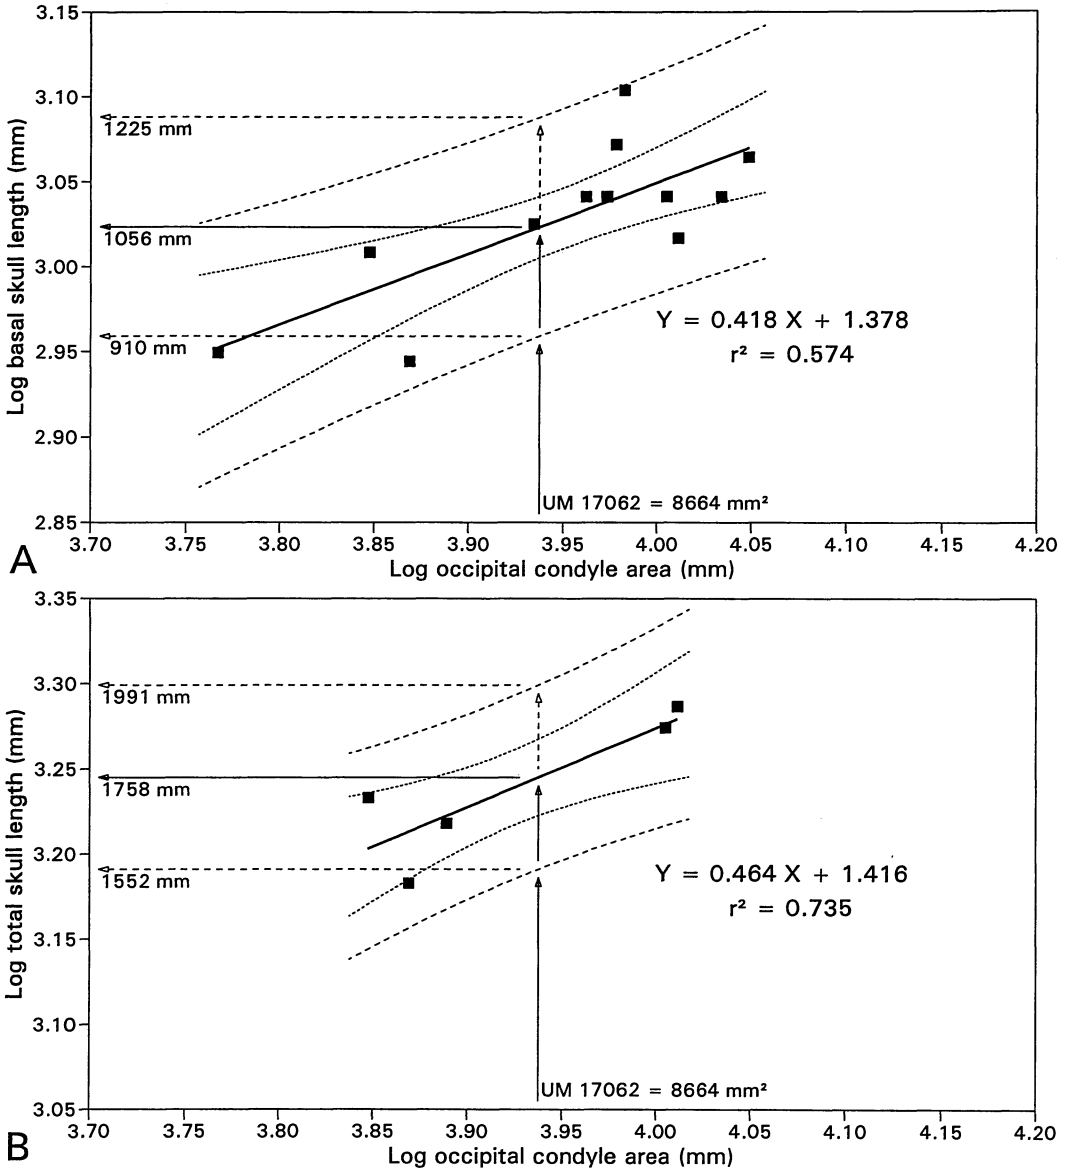 3.15
3.10
1225 mm
3.05
1056 mm
3.00
Y = 0.418 X + 1.378
910 mm
2.95
r² = 0.574
2.90
UM 17062 = 8664 mm²
2.85
Log basal skull length (mm)
3.70 3.75 3.80 3.85 3.90 3.95 4.00 4.05 4.10 4.15 4.20
A
Log occipital condyle area (mm)
3.35
3.30
1991 mm
3.25
1758 mm
3.20
1552 mm
Y = 0.464 X + 1.416
r² = 0.735
3.15
3.10
UM 17062 = 8664 mm²
3.05
Log total skull length (mm)
3.70 3.75 3.80 3.85 3.90 3.95 4.00 4.05 4.10 4.15 4.20
B
Log occipital condyle area (mm)